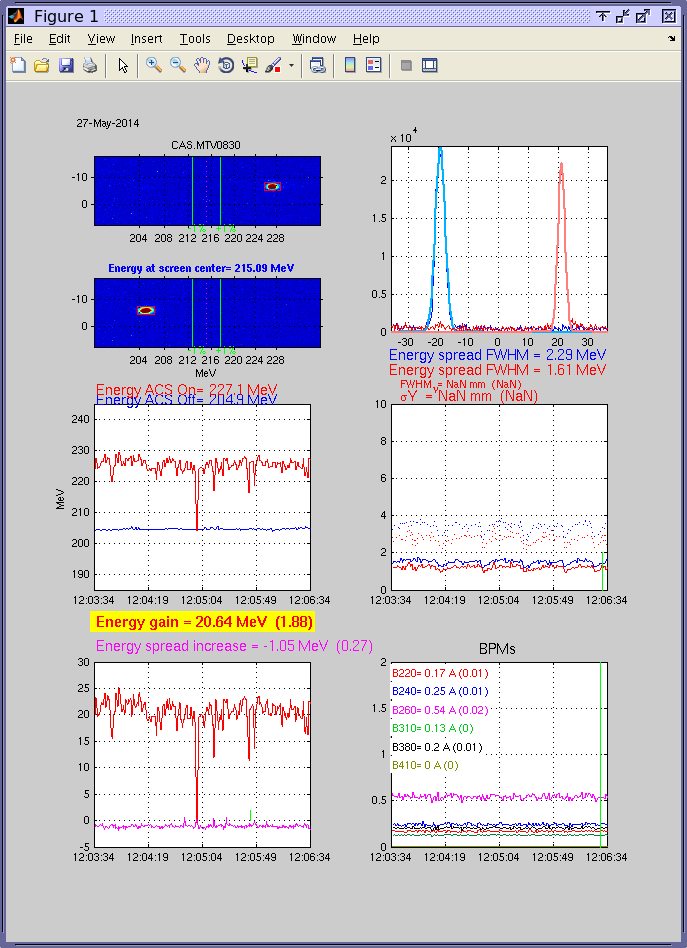 Figure 1
File Edit View Insert Tools Desktop Window Help
27-May-2014
CAS.MTV0830
-10
0
-1% +1%
204 208 212 216 220 224 228
Energy at screen center= 215.09 MeV
-10
0
-1% +1%
204 208 212 216 220 224 228
MeV
x 10^4
2
1.5
1
0.5
0
-30 -20 -10 0 10 20 30
Energy spread FWHM = 2.29 MeV
Energy spread FWHM = 1.61 MeV
Energy ACS On= 227.1 MeV
Energy ACS Off= 204.9 MeV
240
230
220
210
200
190
MeV
12:03:34 12:04:19 12:05:04 12:05:49 12:06:34
FWHM = NaN mm (NaN)
σY = NaN mm (NaN)
10
8
6
4
2
0
12:03:34 12:04:19 12:05:04 12:05:49 12:06:34
Energy gain = 20.64 MeV (1.88)
Energy spread increase = -1.05 MeV (0.27)
30
25
20
15
10
5
0
-5
12:03:34 12:04:19 12:05:04 12:05:49 12:06:34
BPMs
2
1.5
1
0.5
0
B220= 0.17 A (0.01)
B240= 0.25 A (0.01)
B260= 0.54 A (0.02)
B310= 0.13 A (0)
B380= 0.2 A (0.01)
B410= 0 A (0)
12:03:34 12:04:19 12:05:04 12:05:49 12:06:34